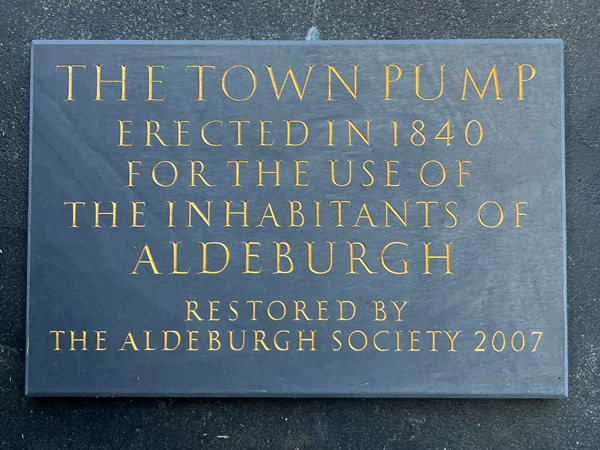 THE TOWN PUMP
ERECTED IN 1840
FOR THE USE OF
THE INHABITANTS OF
ALDEBURGH
RESTORED BY
THE ALDEBURGH SOCIETY 2007